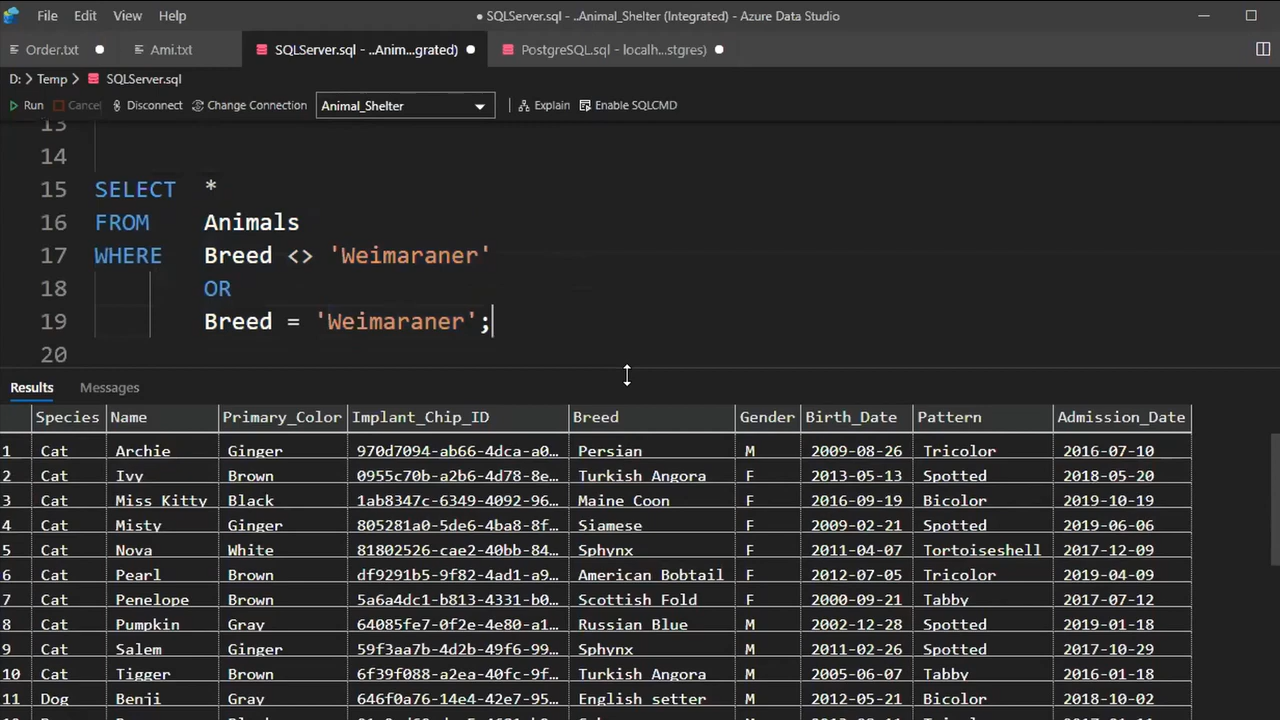 File Edit View Help ● SQLServer.sql - ..Animal_Shelter (Integrated) - Azure Data Studio
Order.txt Ami.txt SQLServer.sql - ..Anim...grated) PostgreSQL.sql - localh...stgres)
D: > Temp > SQLServer.sql
Run Cancel Disconnect Change Connection Animal_Shelter Explain Enable SQLCMD
13
14
15 SELECT *
16 FROM Animals
17 WHERE Breed <> 'Weimaraner'
18 OR
19 Breed = 'Weimaraner';
20
Results Messages
Species Name Primary_Color Implant_Chip_ID Breed Gender Birth_Date Pattern Admission_Date
1 Cat Archie Ginger 970d7094-ab66-4dca-a0… Persian M 2009-08-26 Tricolor 2016-07-10
2 Cat Ivy Brown 0955c70b-a2b6-4d78-8e… Turkish Angora F 2013-05-13 Spotted 2018-05-20
3 Cat Miss Kitty Black 1ab8347c-6349-4092-96… Maine Coon F 2016-09-19 Bicolor 2019-10-19
4 Cat Misty Ginger 805281a0-5de6-4ba8-8f… Siamese F 2009-02-21 Spotted 2019-06-06
5 Cat Nova White 81802526-cae2-40bb-84… Sphynx F 2011-04-07 Tortoiseshell 2017-12-09
6 Cat Pearl Brown df9291b5-9f82-4ad1-a9… American Bobtail F 2012-07-05 Tricolor 2019-04-09
7 Cat Penelope Brown 5a6a4dc1-b813-4331-b0… Scottish Fold F 2000-09-21 Tabby 2017-07-12
8 Cat Pumpkin Gray 64085fe7-0f2e-4e80-a1… Russian Blue M 2002-12-28 Spotted 2019-01-18
9 Cat Salem Gray 59f3aa7b-4d2b-49f6-99… Sphynx M 2011-02-26 Spotted 2017-10-29
10 Cat Tigger Brown 6f39f088-a2ea-40fc-9f… Turkish Angora M 2005-06-07 Tabby 2016-01-18
11 Dog Benji Gray 646f0a76-14e4-42e7-95… English setter M 2012-05-21 Bicolor 2018-10-02